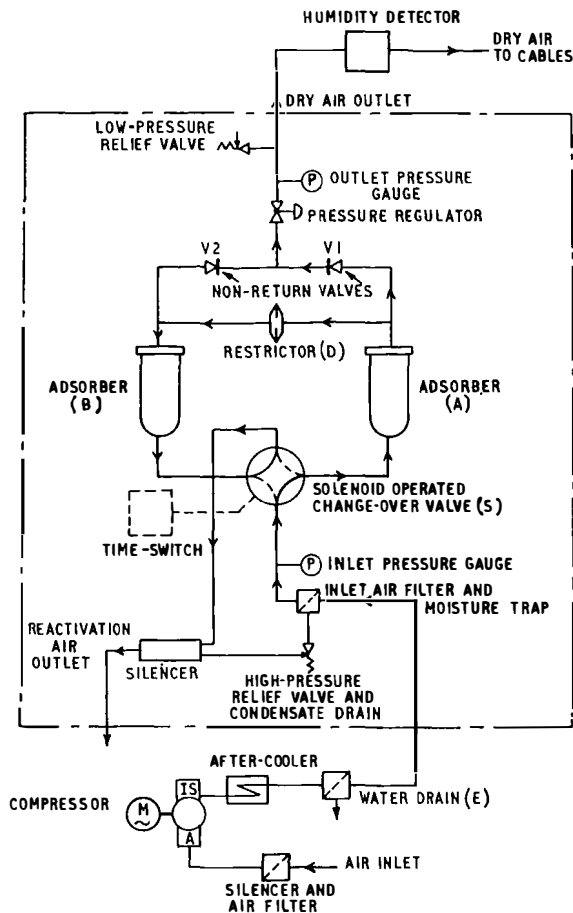 HUMIDITY DETECTOR
DRY AIR
TO CABLES
DRY AIR OUTLET
LOW-PRESSURE
RELIEF VALVE
P
OUTLET PRESSURE
GAUGE
PRESSURE REGULATOR
V2
V1
NON-RETURN VALVES
RESTRICTOR (D)
ADSORBER
(B)
ADSORBER
(A)
SOLENOID OPERATED
CHANGE-OVER VALVE (S)
TIME-SWITCH
P
INLET PRESSURE GAUGE
INLET AIR FILTER AND
MOISTURE TRAP
REACTIVATION
AIR
OUTLET
SILENCER
HIGH-PRESSURE
RELIEF VALVE AND
CONDENSATE DRAIN
AFTER-COOLER
IS
COMPRESSOR
M
~
A
WATER DRAIN (E)
AIR INLET
SILENCER AND
AIR FILTER